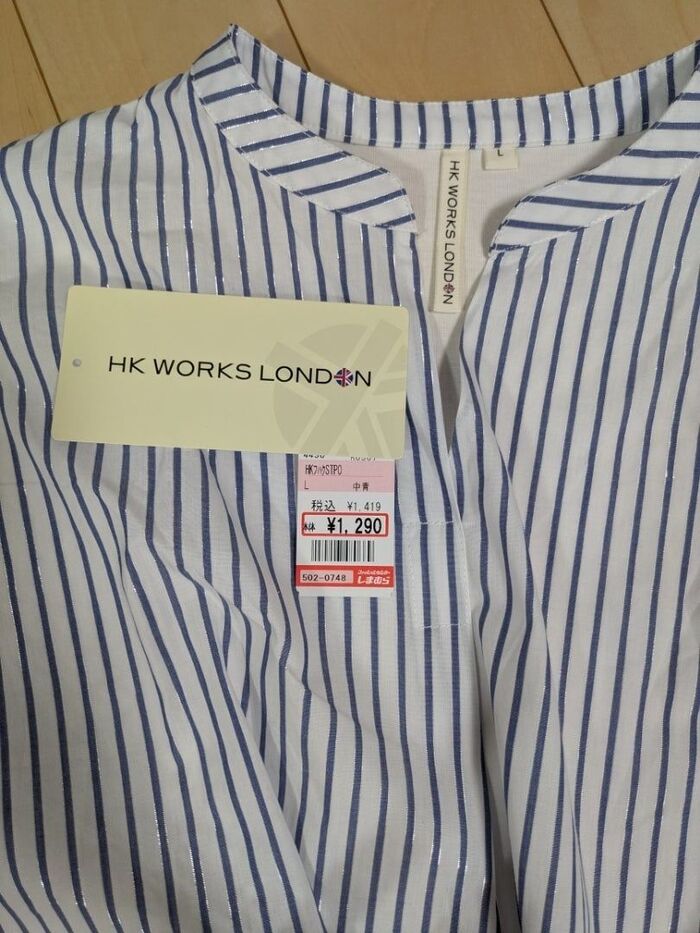 L
HK WORKS LONDON
HK WORKS LONDON
HKフハクSTPO
L 中青
税込 ¥1,419
本体 ¥1,290
502-0748
しまむら